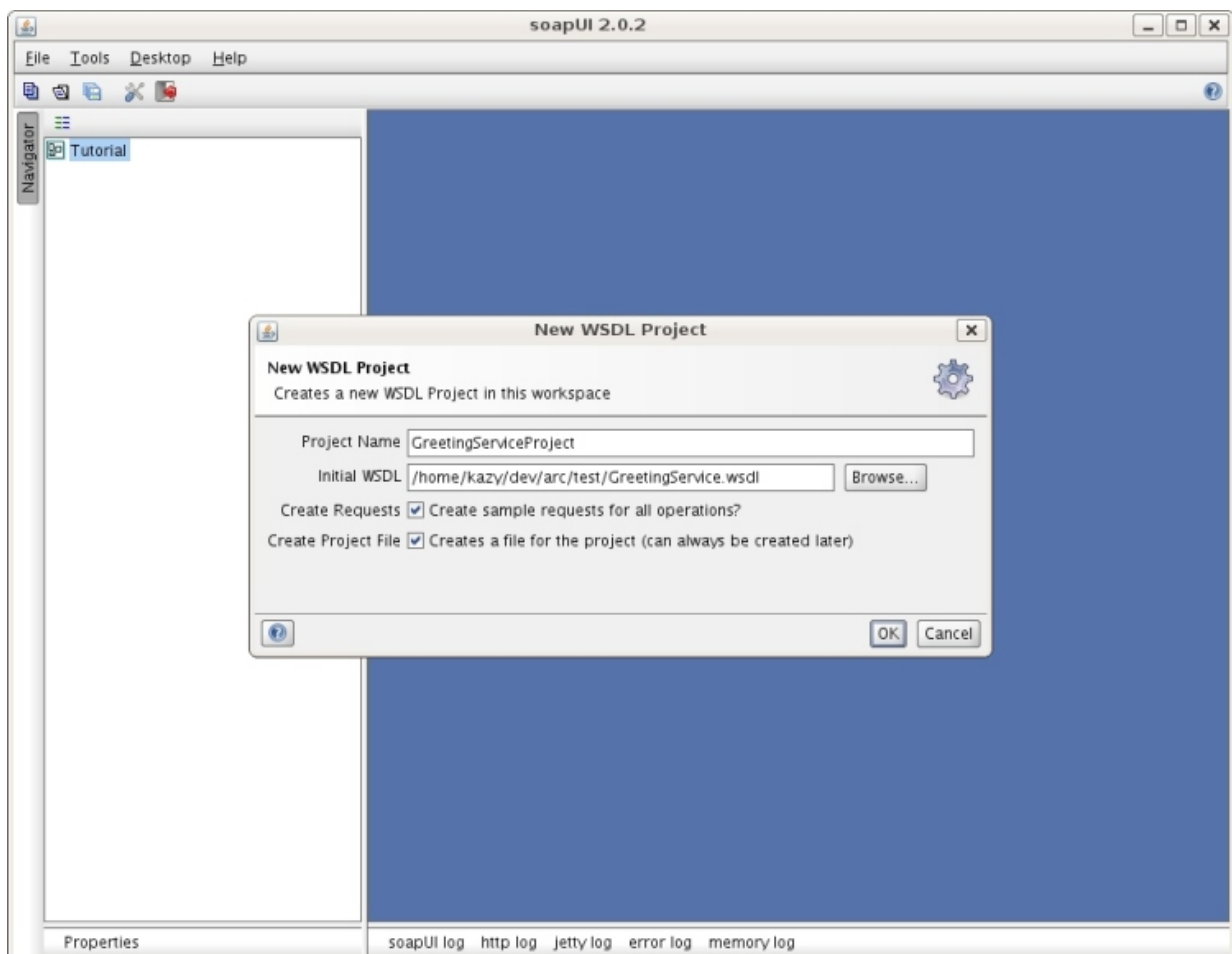 soapUI 2.0.2
File Tools Desktop Help
Navigator
Tutorial
New WSDL Project
New WSDL Project
Creates a new WSDL Project in this workspace
Project Name GreetingServiceProject
Initial WSDL /home/kazy/dev/arc/test/GreetingService.wsdl Browse...
Create Requests Create sample requests for all operations?
Create Project File Creates a file for the project (can always be created later)
OK Cancel
Properties soapUI log http log jetty log error log memory log